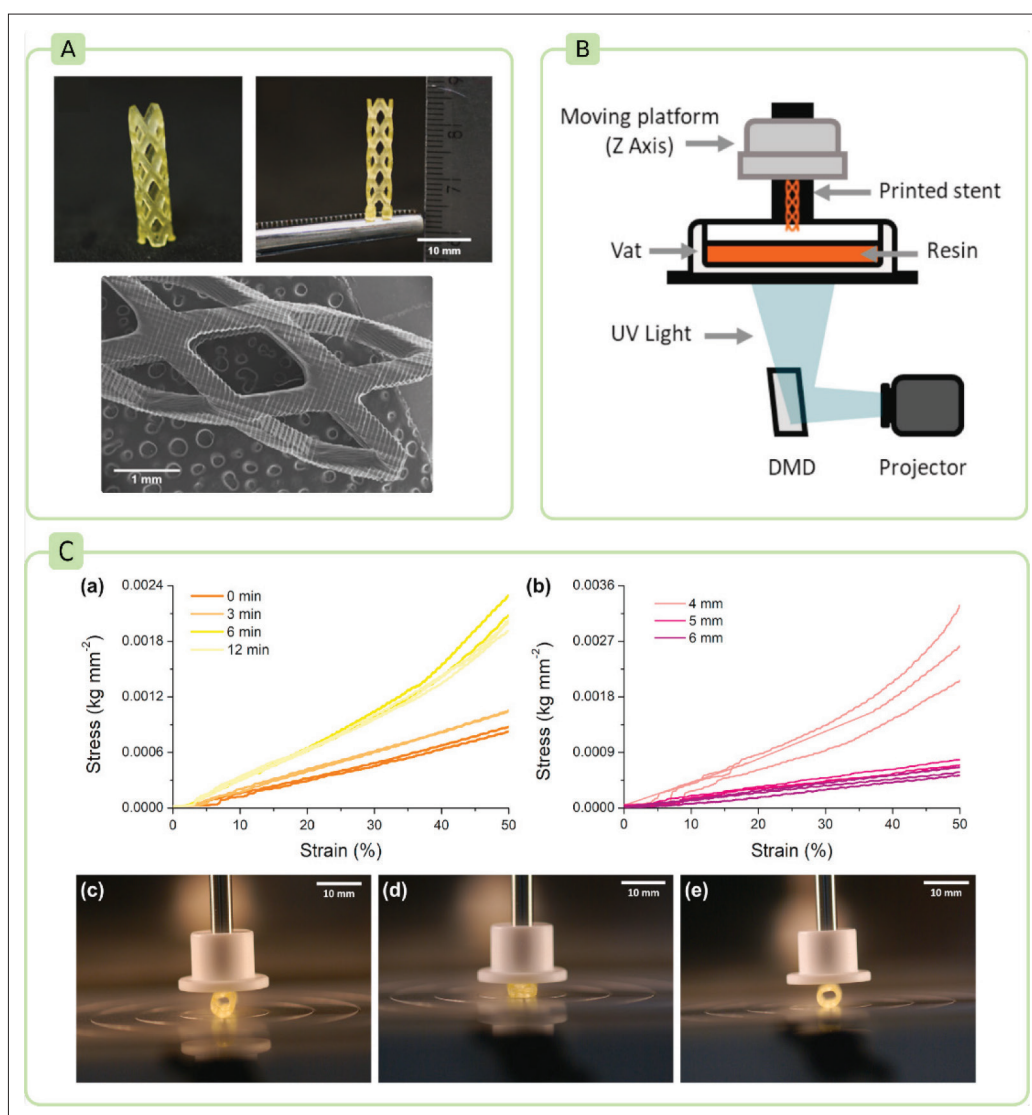 A
8
7
10 mm
1 mm
B
Moving platform
(Z Axis)
Printed stent
Vat
Resin
UV Light
DMD
Projector
C
(a)
0.0024
0.0018
0.0012
0.0006
0.0000
Stress (kg mm⁻²)
0 min
3 min
6 min
12 min
0
10
20
30
40
50
Strain (%)
(b)
0.0036
0.0027
0.0018
0.0009
0.0000
Stress (kg mm⁻²)
4 mm
5 mm
6 mm
0
10
20
30
40
50
Strain (%)
(c)
10 mm
(d)
10 mm
(e)
10 mm